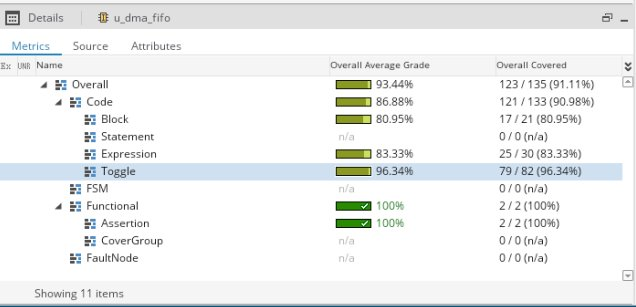 Details u_dma_fifo
Metrics Source Attributes
Ex UNR Name Overall Average Grade Overall Covered
Overall 93.44% 123 / 135 (91.11%)
Code 86.88% 121 / 133 (90.98%)
Block 80.95% 17 / 21 (80.95%)
Statement n/a 0 / 0 (n/a)
Expression 83.33% 25 / 30 (83.33%)
Toggle 96.34% 79 / 82 (96.34%)
FSM n/a 0 / 0 (n/a)
Functional 100% 2 / 2 (100%)
Assertion 100% 2 / 2 (100%)
CoverGroup n/a 0 / 0 (n/a)
FaultNode n/a 0 / 0 (n/a)
Showing 11 items